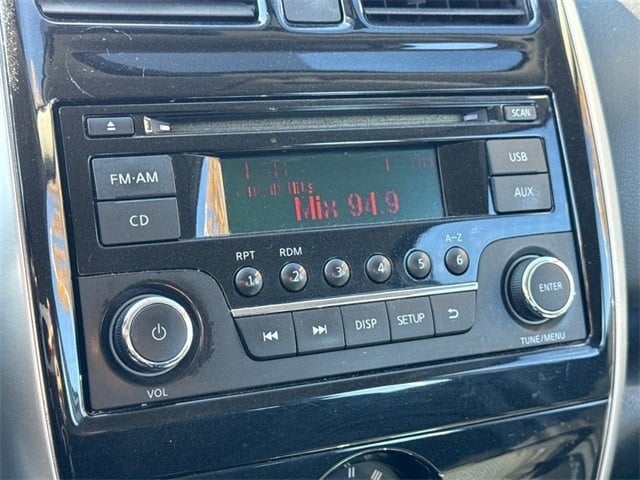 SCAN
FM·AM
USB
CD
AUX
Hits
Mix 94.9
RPT RDM A–Z
1 2 3 4 5 6
DISP SETUP
ENTER
VOL
TUNE/MENU